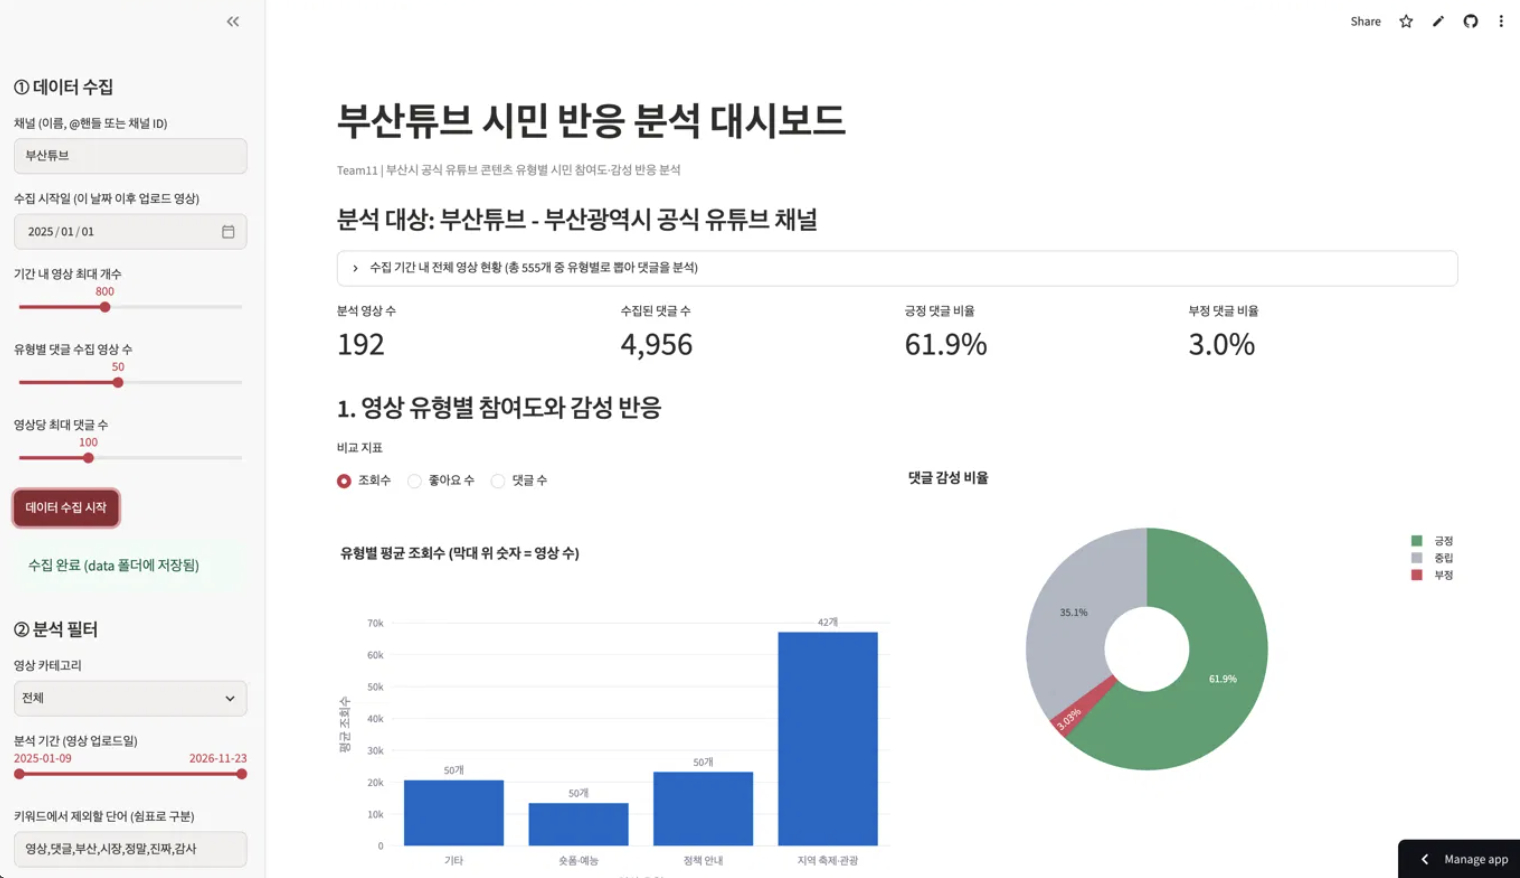 Share
① 데이터 수집
채널 (이름, @핸들 또는 채널 ID)
부산튜브
수집 시작일 (이 날짜 이후 업로드 영상)
2025/01/01
기간 내 영상 최대 개수
800
유형별 댓글 수집 영상 수
50
영상당 최대 댓글 수
100
데이터 수집 시작
수집 완료 (data 폴더에 저장됨)
② 분석 필터
영상 카테고리
전체
분석 기간 (영상 업로드일)
2025-01-09 2026-11-23
키워드에서 제외할 단어 (쉼표로 구분)
영상,댓글,부산,시장,정말,진짜,감사
부산튜브 시민 반응 분석 대시보드
Team11 | 부산시 공식 유튜브 콘텐츠 유형별 시민 참여도·감성 반응 분석
분석 대상: 부산튜브 - 부산광역시 공식 유튜브 채널
수집 기간 내 전체 영상 현황 (총 555개 중 유형별로 뽑아 댓글을 분석)
분석 영상 수
192
수집된 댓글 수
4,956
긍정 댓글 비율
61.9%
부정 댓글 비율
3.0%
1. 영상 유형별 참여도와 감성 반응
비교 지표
조회수 좋아요 수 댓글 수
유형별 평균 조회수 (막대 위 숫자 = 영상 수)
평균 조회수
70k
60k
50k
40k
30k
20k
10k
0
50개
50개
50개
42개
기타
숏폼·예능
정책 안내
지역 축제·관광
댓글 감성 비율
35.1%
61.9%
3.03%
긍정
중립
부정
Manage app